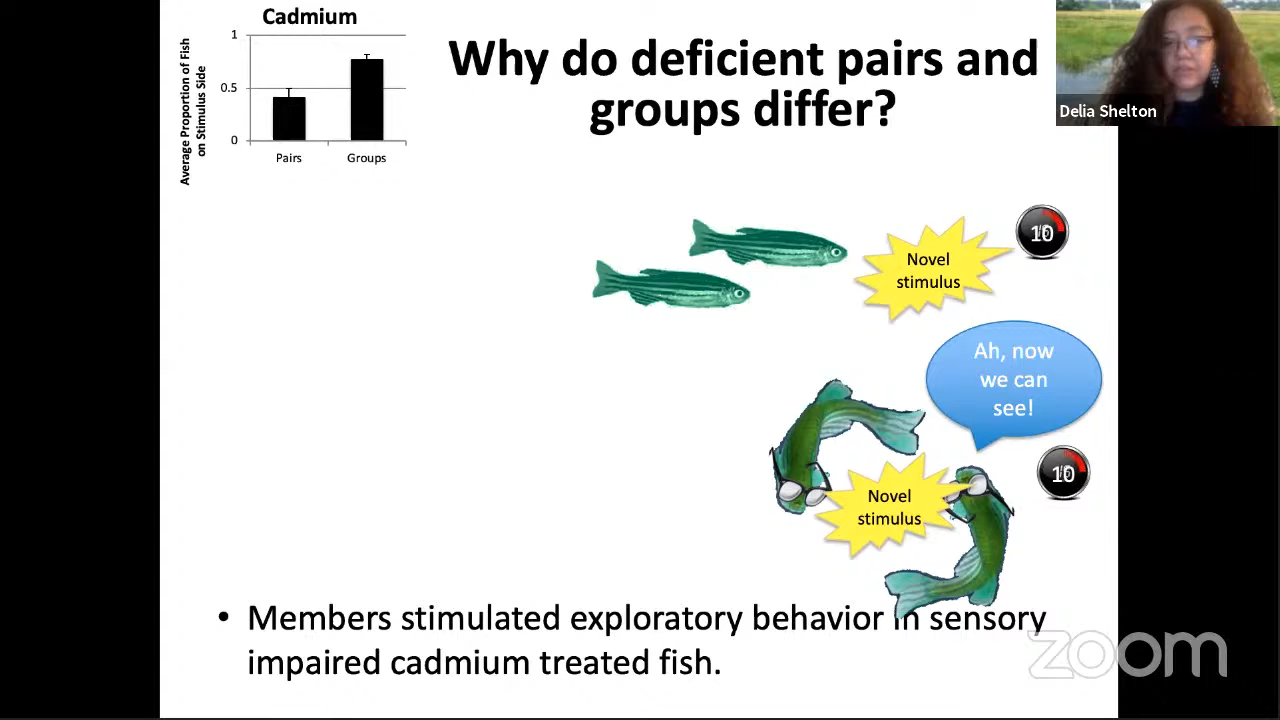 Cadmium
Average Proportion of Fish
on Stimulus Side
1
0.5
0
Pairs
Groups
Why do deficient pairs and
groups differ?
Delia Shelton
Novel
stimulus
10
Ah, now
we can
see!
Novel
stimulus
10
• Members stimulated exploratory behavior in sensory
impaired cadmium treated fish.
zoom